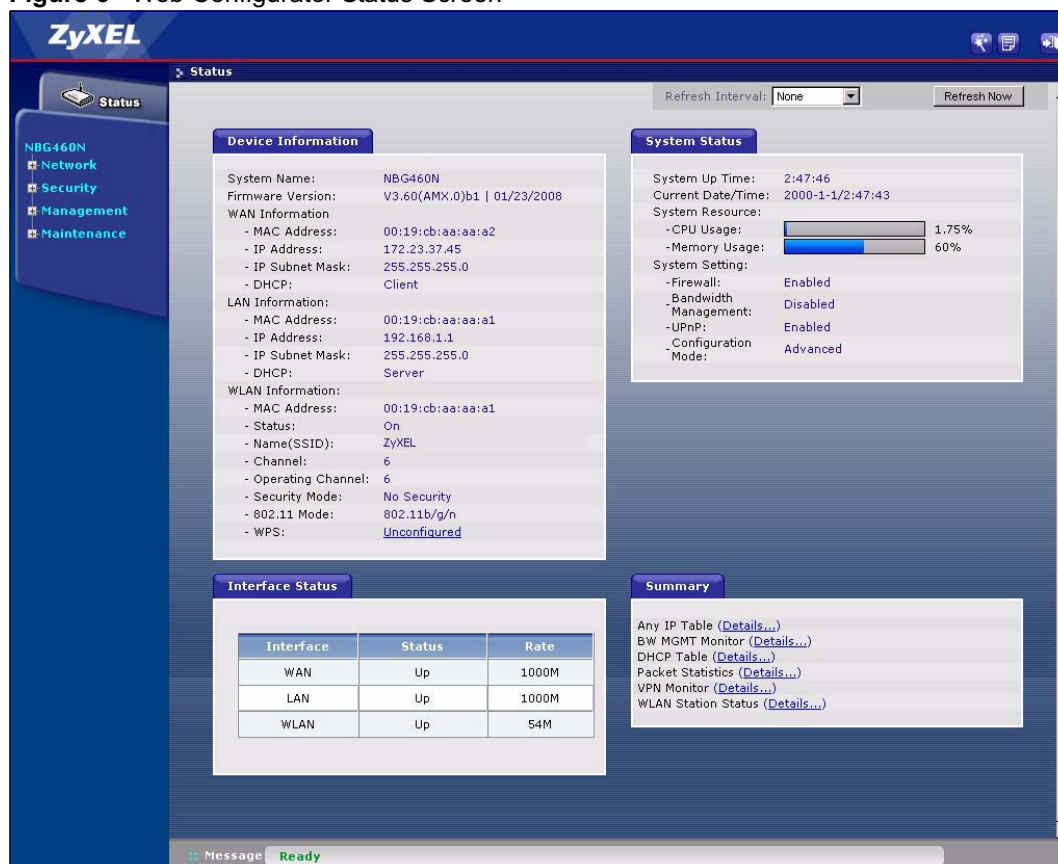 Figure 6 Web Configurator Status Screen
ZyXEL
Status
Status
Refresh Interval: None
Refresh Now
NBG460N
Network
Security
Management
Maintenance
Device Information
System Name: NBG460N
Firmware Version: V3.60(AMX.0)b1 | 01/23/2008
WAN Information
- MAC Address: 00:19:cb:aa:aa:a2
- IP Address: 172.23.37.45
- IP Subnet Mask: 255.255.255.0
- DHCP: Client
LAN Information:
- MAC Address: 00:19:cb:aa:aa:a1
- IP Address: 192.168.1.1
- IP Subnet Mask: 255.255.255.0
- DHCP: Server
WLAN Information:
- MAC Address: 00:19:cb:aa:aa:a1
- Status: On
- Name(SSID): ZyXEL
- Channel: 6
- Operating Channel: 6
- Security Mode: No Security
- 802.11 Mode: 802.11b/g/n
- WPS: Unconfigured
System Status
System Up Time: 2:47:46
Current Date/Time: 2000-1-1/2:47:43
System Resource:
-CPU Usage: 1.75%
-Memory Usage: 60%
System Setting:
-Firewall: Enabled
-Bandwidth Management: Disabled
-UPnP: Enabled
-Configuration Mode: Advanced
Interface Status
Interface Status Rate
WAN Up 1000M
LAN Up 1000M
WLAN Up 54M
Summary
Any IP Table (Details...)
BW MGMT Monitor (Details...)
DHCP Table (Details...)
Packet Statistics (Details...)
VPN Monitor (Details...)
WLAN Station Status (Details...)
Message Ready